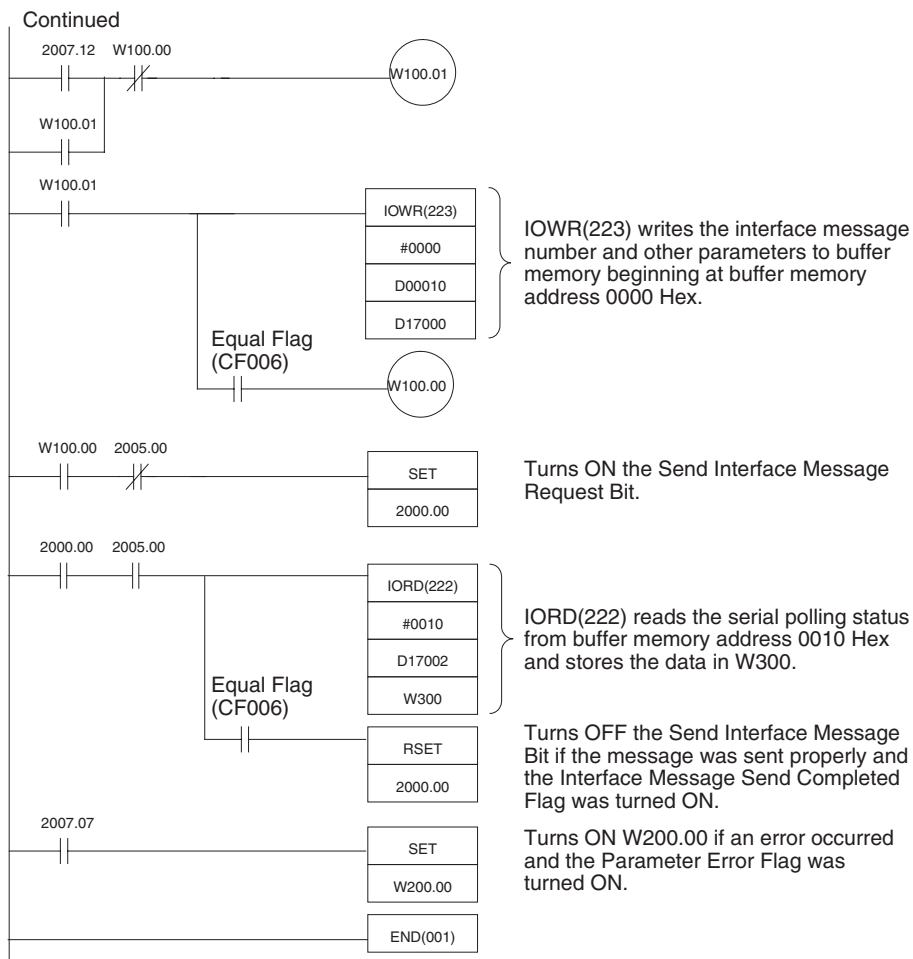 Continued
2007.12 W100.00
W100.01
W100.01
W100.01
IOWR(223)
#0000
D00010
D17000
IOWR(223) writes the interface message
number and other parameters to buffer
memory beginning at buffer memory
address 0000 Hex.
Equal Flag
(CF006)
W100.00
W100.00 2005.00
SET
2000.00
Turns ON the Send Interface Message
Request Bit.
2000.00 2005.00
IORD(222)
#0010
D17002
W300
IORD(222) reads the serial polling status
from buffer memory address 0010 Hex
and stores the data in W300.
Equal Flag
(CF006)
RSET
2000.00
Turns OFF the Send Interface Message
Bit if the message was sent properly and
the Interface Message Send Completed
Flag was turned ON.
2007.07
SET
W200.00
Turns ON W200.00 if an error occurred
and the Parameter Error Flag was
turned ON.
END(001)